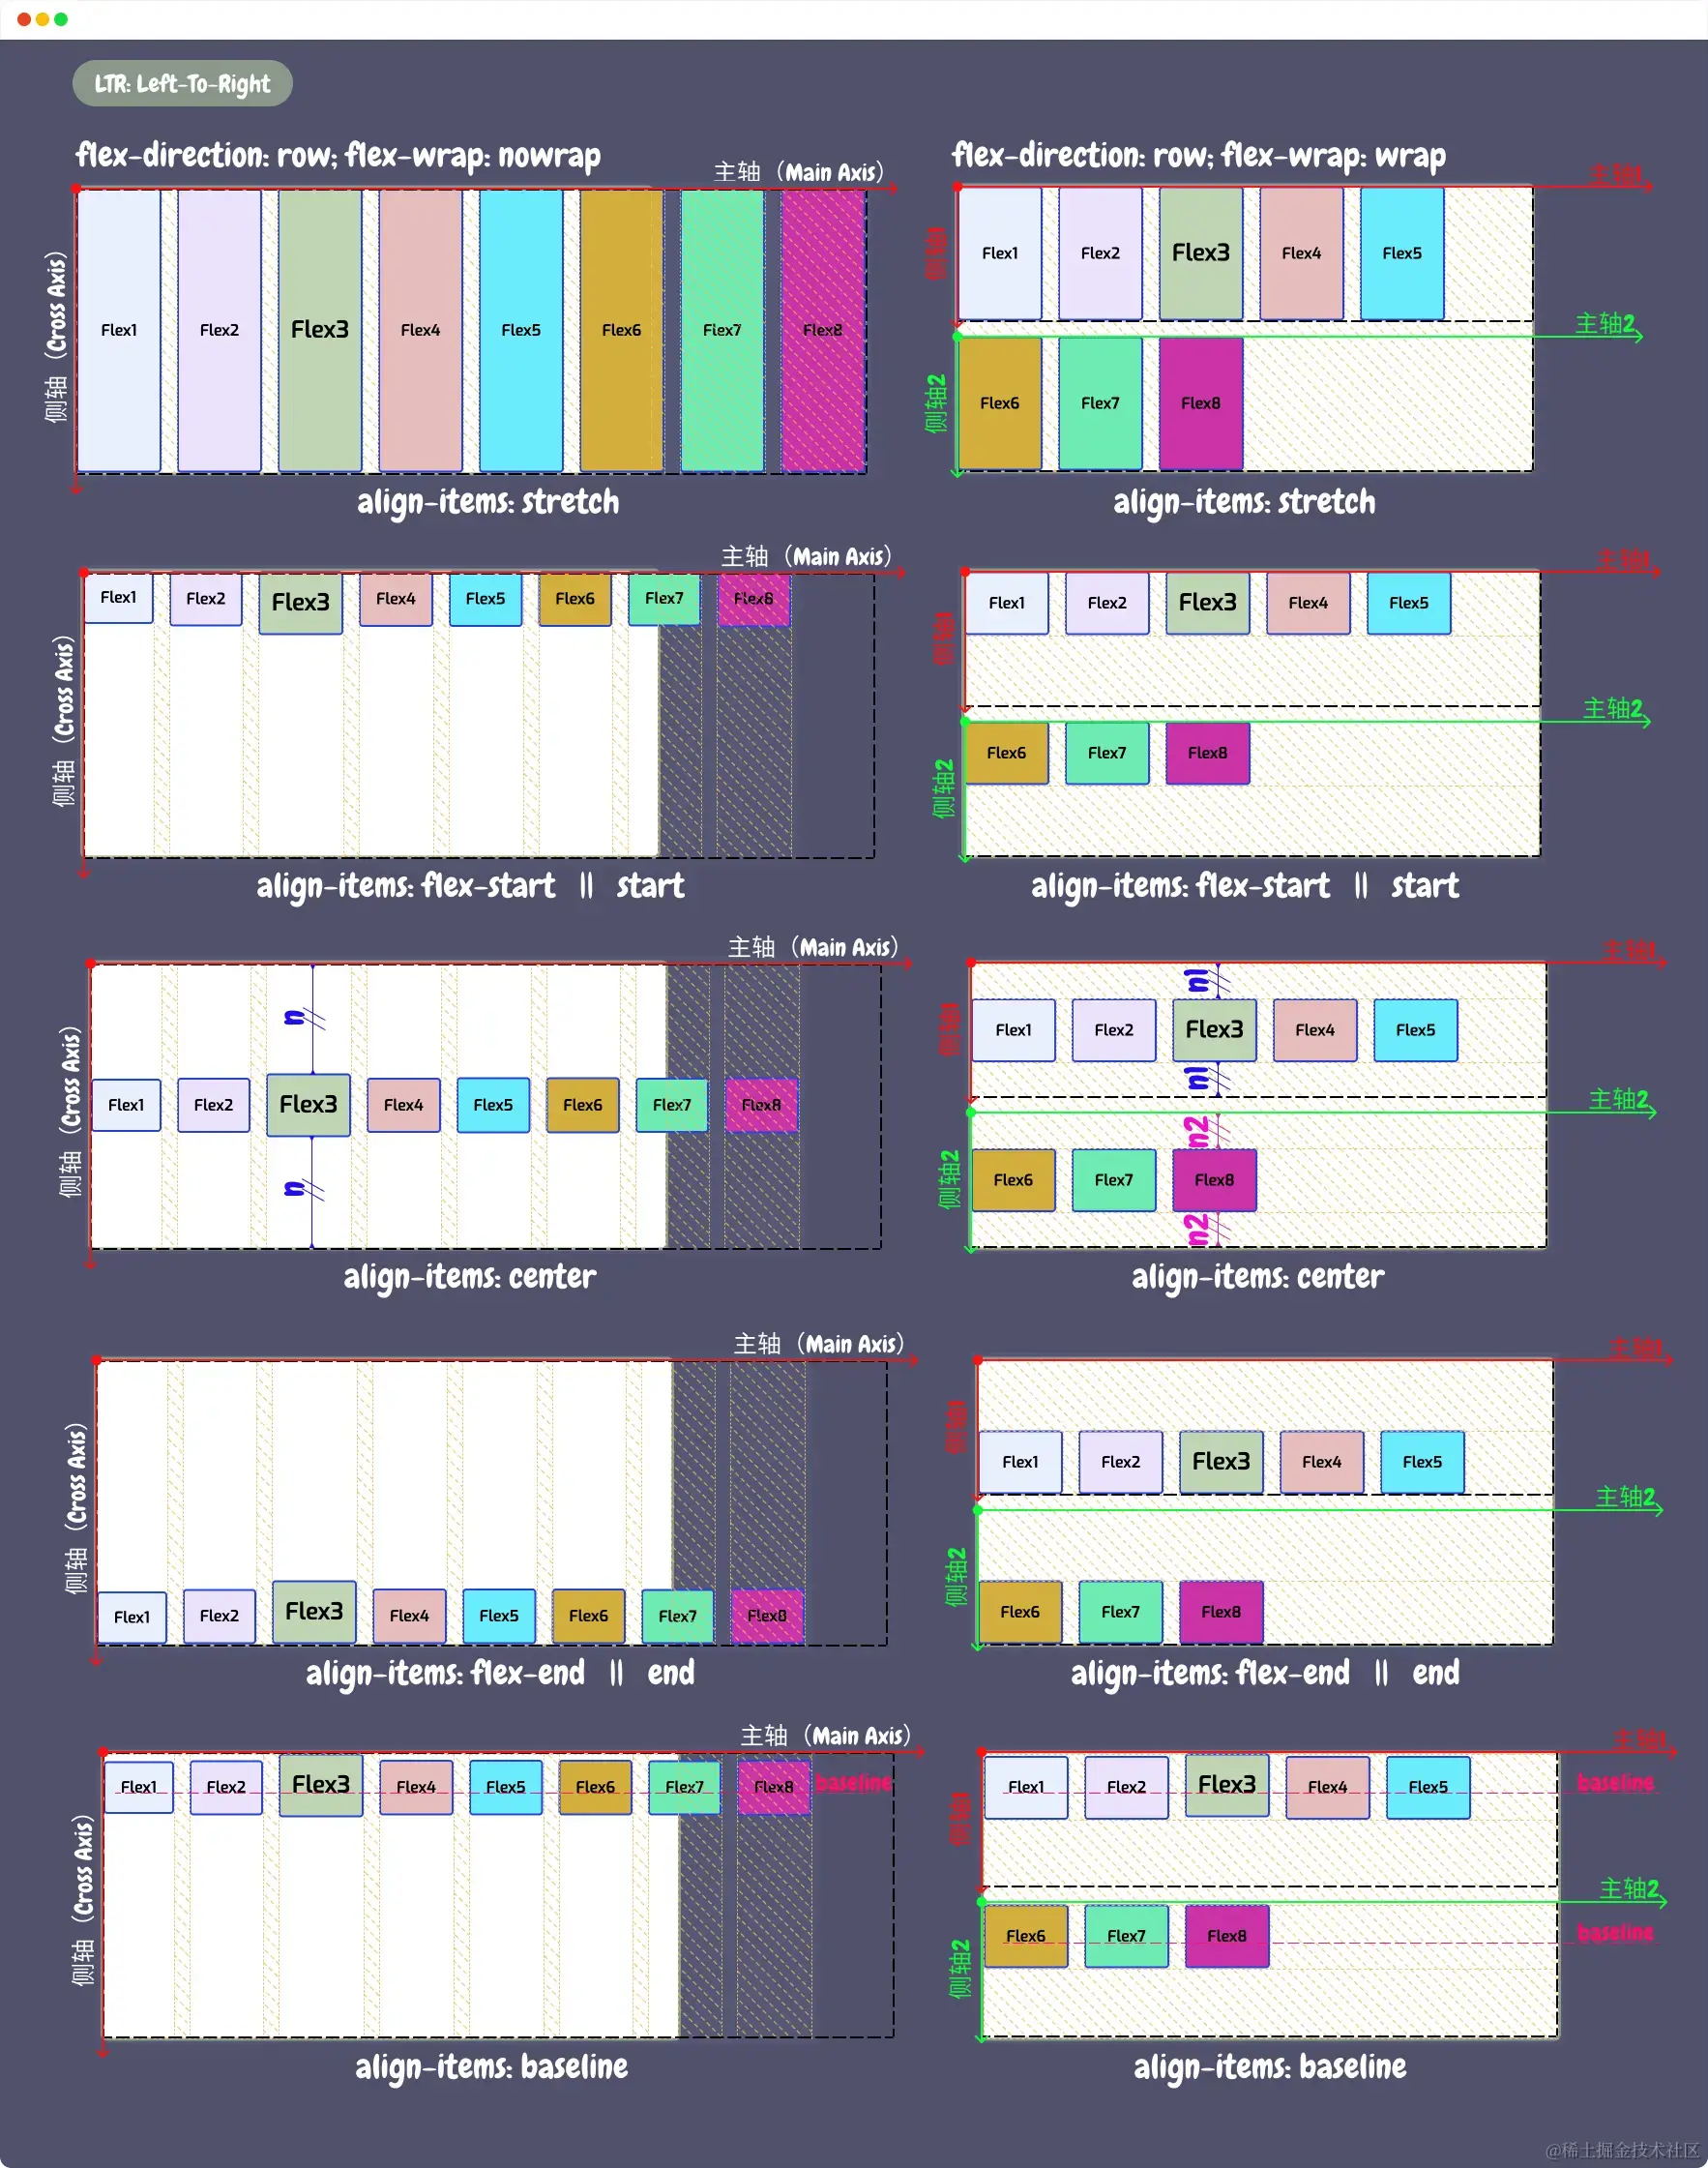 LTR: Left-To-Right
flex-direction: row; flex-wrap: nowrap
主轴（Main Axis）
侧轴（Cross Axis）
Flex1 Flex2 Flex3 Flex4 Flex5 Flex6 Flex7 Flex8
align-items: stretch
flex-direction: row; flex-wrap: wrap
主轴1
侧轴1
Flex1 Flex2 Flex3 Flex4 Flex5
主轴2
侧轴2
Flex6 Flex7 Flex8
align-items: stretch
主轴（Main Axis）
侧轴（Cross Axis）
Flex1 Flex2 Flex3 Flex4 Flex5 Flex6 Flex7 Flex8
align-items: flex-start || start
主轴1
侧轴1
Flex1 Flex2 Flex3 Flex4 Flex5
主轴2
侧轴2
Flex6 Flex7 Flex8
align-items: flex-start || start
主轴（Main Axis）
侧轴（Cross Axis）
n
Flex1 Flex2 Flex3 Flex4 Flex5 Flex6 Flex7 Flex8
n
align-items: center
主轴1
侧轴1
n1
Flex1 Flex2 Flex3 Flex4 Flex5
n1
主轴2
侧轴2
n2
Flex6 Flex7 Flex8
n2
align-items: center
主轴（Main Axis）
侧轴（Cross Axis）
Flex1 Flex2 Flex3 Flex4 Flex5 Flex6 Flex7 Flex8
align-items: flex-end || end
主轴1
侧轴1
Flex1 Flex2 Flex3 Flex4 Flex5
主轴2
侧轴2
Flex6 Flex7 Flex8
align-items: flex-end || end
主轴（Main Axis）
侧轴（Cross Axis）
Flex1 Flex2 Flex3 Flex4 Flex5 Flex6 Flex7 Flex8 baseline
align-items: baseline
主轴1
侧轴1
Flex1 Flex2 Flex3 Flex4 Flex5 baseline
主轴2
侧轴2
Flex6 Flex7 Flex8 baseline
align-items: baseline
@稀土掘金技术社区